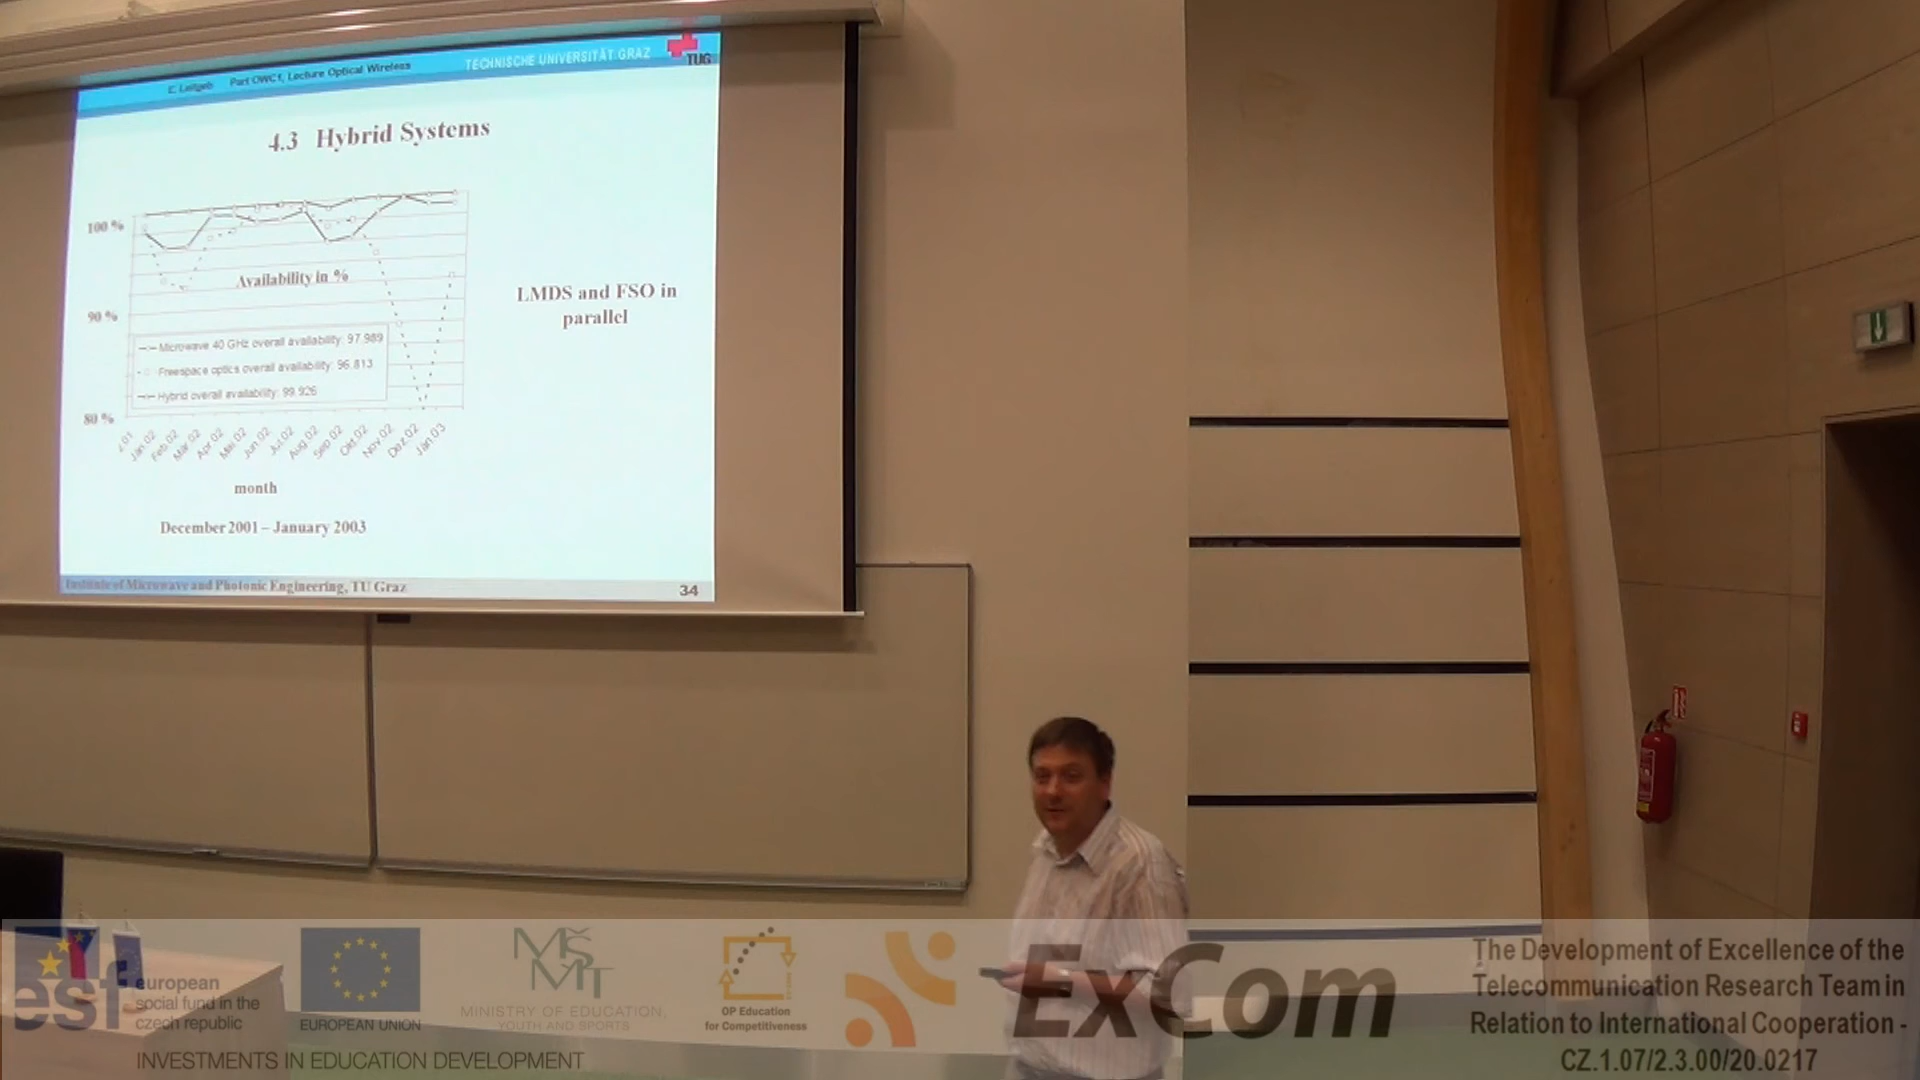 E. Leitgeb Part OWC1, Lecture Optical Wireless
TECHNISCHE UNIVERSITÄT GRAZ
TUG
4.3 Hybrid Systems
100 %
Availability in %
90 %
Microwave 40 GHz overall availability: 97.989
Freespace optics overall availability: 96.813
Hybrid overall availability: 99.926
80 %
Jän.02
Feb.02
Mär.02
Apr.02
Mai.02
Jun.02
Jul.02
Aug.02
Sep.02
Okt.02
Nov.02
Dez.02
Jän.03
month
December 2001 – January 2003
LMDS and FSO in
parallel
Institute of Microwave and Photonic Engineering, TU Graz
34
esf
european
social fund in the
czech republic
EUROPEAN UNION
MŠ
MT
MINISTRY OF EDUCATION,
YOUTH AND SPORTS
OP Education
for Competitiveness
ExCom
The Development of Excellence of the
Telecommunication Research Team in
Relation to International Cooperation -
CZ.1.07/2.3.00/20.0217
INVESTMENTS IN EDUCATION DEVELOPMENT